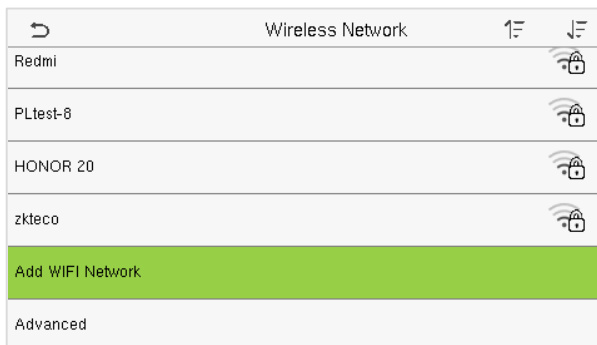 Wireless Network
Redmi
PLtest-8
HONOR 20
zkteco
Add WIFI Network
Advanced